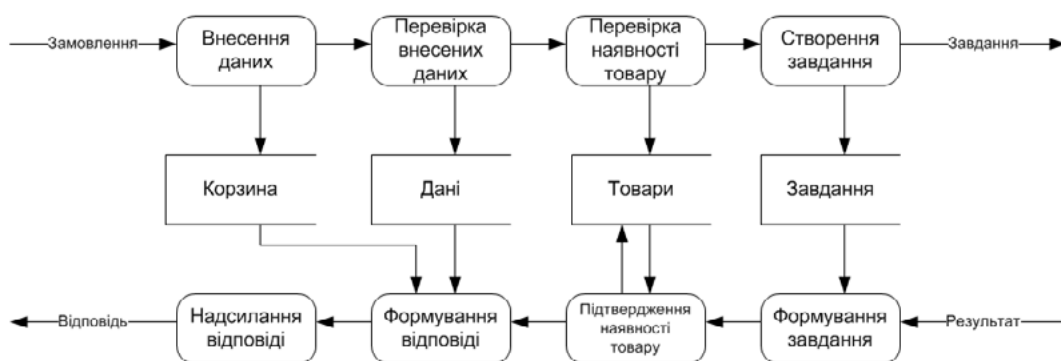 Замовлення
Внесення
даних
Перевірка
внесених
даних
Перевірка
наявності
товару
Створення
завдання
Завдання
Корзина
Дані
Товари
Завдання
Відповідь
Надсилання
відповіді
Формування
відповіді
Підтвердження
наявності
товару
Формування
завдання
Результат